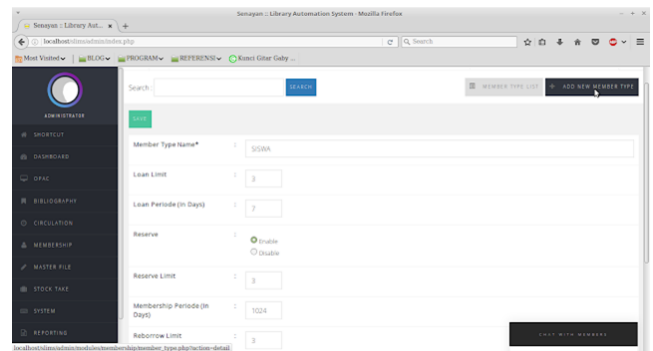 Senayan :: Library Automation System - Mozilla Firefox
Senayan :: Library Aut...
localhost/slims/admin/index.php
Search
Most Visited BLOG PROGRAM REFERENSI Kunci Gitar Gaby ...
Search:
SEARCH
MEMBER TYPE LIST
ADD NEW MEMBER TYPE
ADMINISTRATOR
SHORTCUT
DASHBOARD
OPAC
BIBLIOGRAPHY
CIRCULATION
MEMBERSHIP
MASTER FILE
STOCK TAKE
SYSTEM
REPORTING
SAVE
Member Type Name* : SISWA
Loan Limit : 3
Loan Periode (In Days) : 7
Reserve : Enable
Disable
Reserve Limit : 3
Membership Periode (In
Days) : 1024
Reborrow Limit : 3
CHAT WITH MEMBERS
localhost/slims/admin/modules/membership/member_type.php?action=detail